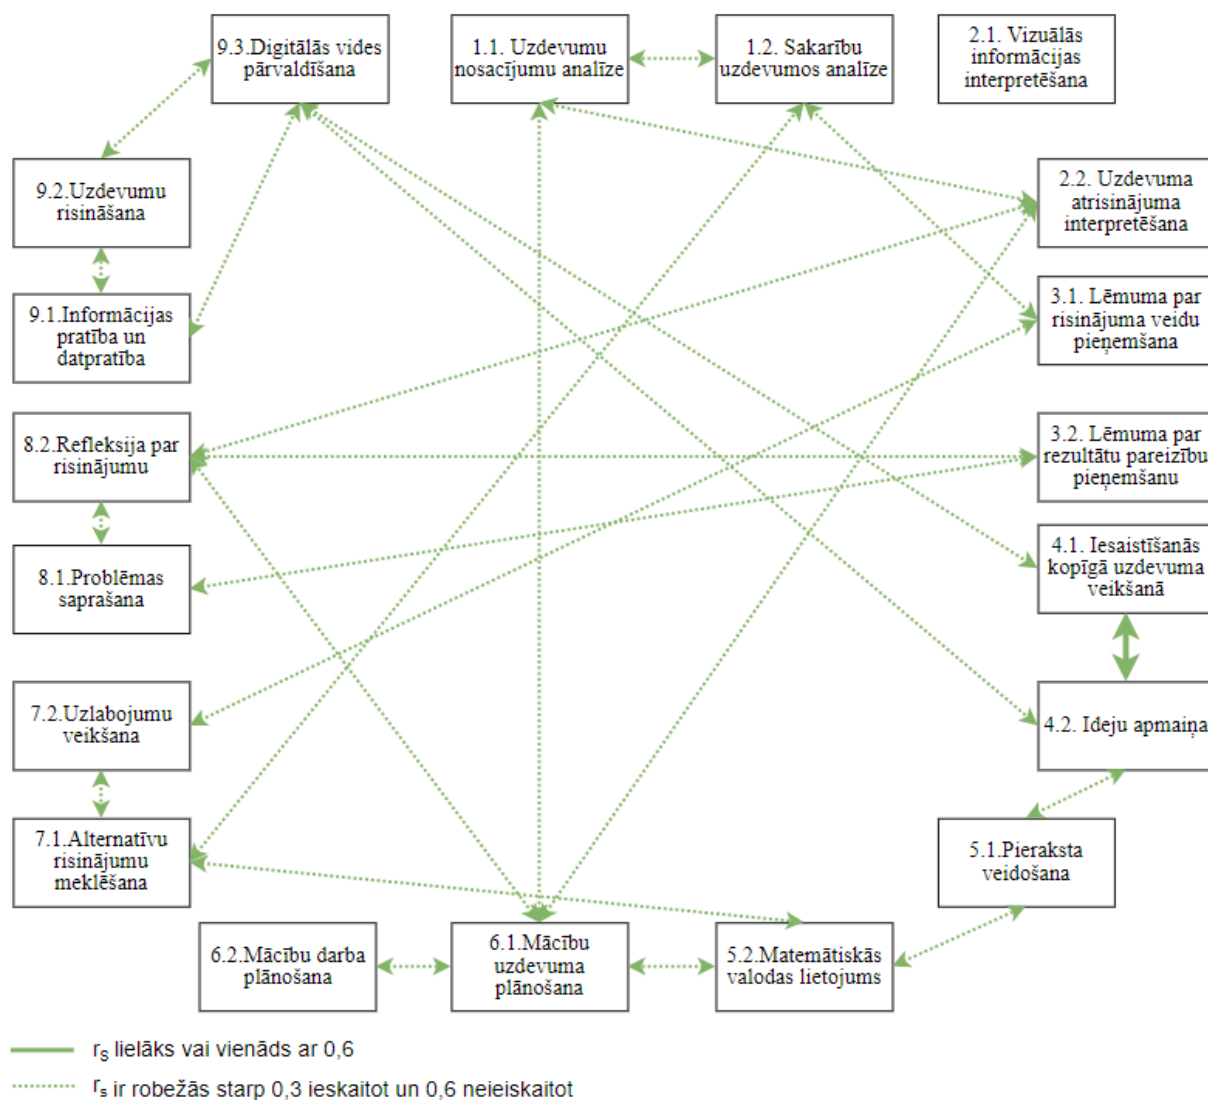 9.3.Digitālās vides
pārvaldīšana
1.1. Uzdevumu
nosacījumu analīze
1.2. Sakarību
uzdevumos analīze
2.1. Vizuālās
informācijas
interpretēšana
9.2.Uzdevumu
risināšana
2.2. Uzdevuma
atrisinājuma
interpretēšana
9.1.Informācijas
pratība un
datpratība
3.1. Lēmuma par
risinājuma veidu
pieņemšana
8.2.Refleksija par
risinājumu
3.2. Lēmuma par
rezultātu pareizību
pieņemšanu
8.1.Problēmas
saprašana
4.1. Iesaistīšanās
kopīgā uzdevuma
veikšanā
7.2.Uzlabojumu
veikšana
4.2. Ideju apmaiņa
7.1.Alternatīvu
risinājumu
meklēšana
5.1.Pieraksta
veidošana
6.2.Mācību darba
plānošana
6.1.Mācību
uzdevuma
plānošana
5.2.Matemātiskās
valodas lietojums
rs lielāks vai vienāds ar 0,6
rs ir robežās starp 0,3 ieskaitot un 0,6 neieiskaitot